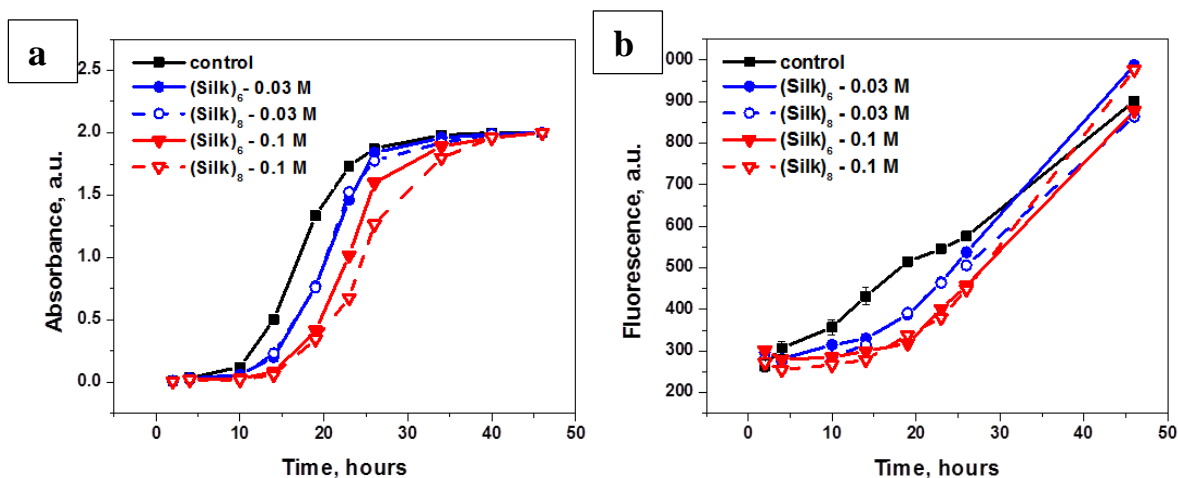 a
control
(Silk)6 - 0.03 M
(Silk)8 - 0.03 M
(Silk)6 - 0.1 M
(Silk)8 - 0.1 M
2.5
2.0
1.5
1.0
0.5
0.0
Absorbance, a.u.
0 10 20 30 40 50
Time, hours
b
control
(Silk)6 - 0.03 M
(Silk)8 - 0.03 M
(Silk)6 - 0.1 M
(Silk)8 - 0.1 M
000
900
800
700
600
500
400
300
200
Fluorescence, a.u.
0 10 20 30 40 50
Time, hours